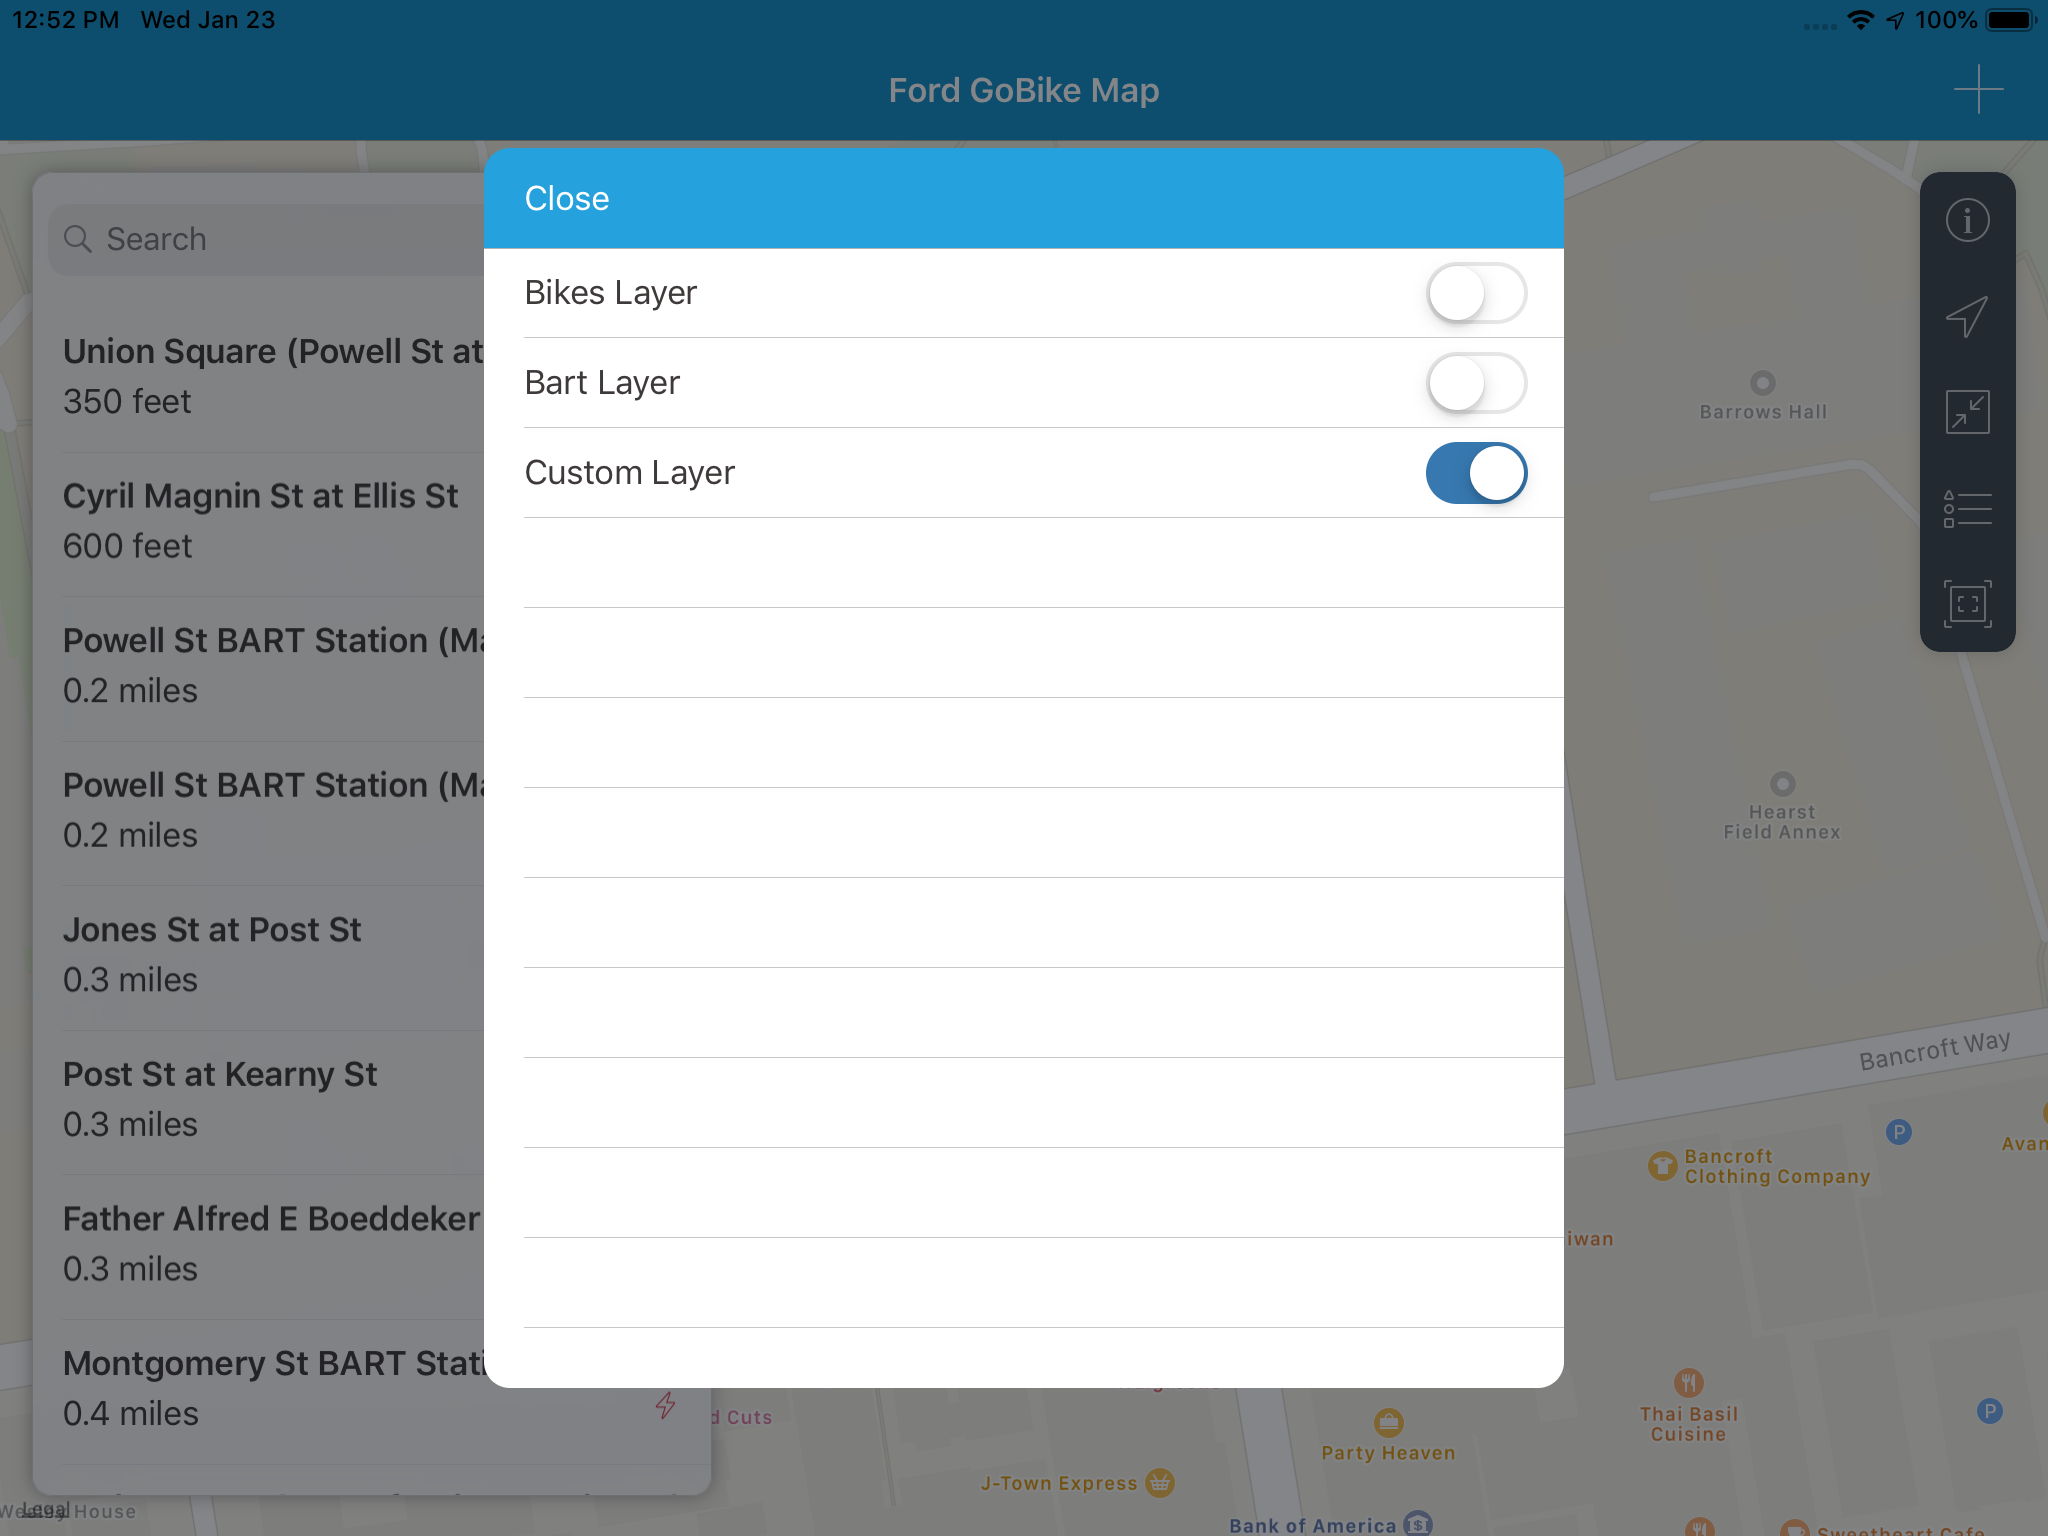 12:52 PM Wed Jan 23
100%
Ford GoBike Map
Close
Bikes Layer
Bart Layer
Custom Layer
Search
Union Square (Powell St at
350 feet
Cyril Magnin St at Ellis St
600 feet
Powell St BART Station (Ma
0.2 miles
Powell St BART Station (Ma
0.2 miles
Jones St at Post St
0.3 miles
Post St at Kearny St
0.3 miles
Father Alfred E Boeddeker
0.3 miles
Montgomery St BART Stati
0.4 miles
Legal
House
Barrows Hall
Hearst
Field Annex
Bancroft Way
P
Bancroft
Clothing Company
Avan
iwan
Thai Basil
Cuisine
P
d Cuts
Party Heaven
J-Town Express
Bank of America
Sweetheart Cafe